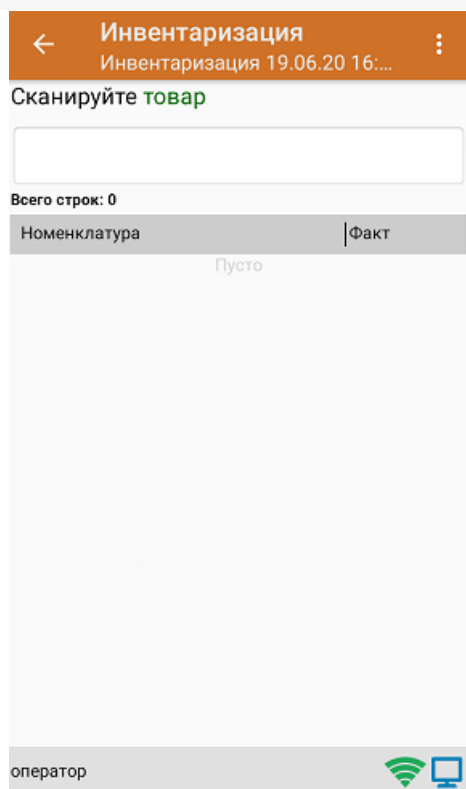 Инвентаризация
Инвентаризация 19.06.20 16:...
Сканируйте товар
Всего строк: 0
Номенклатура Факт
Пусто
оператор